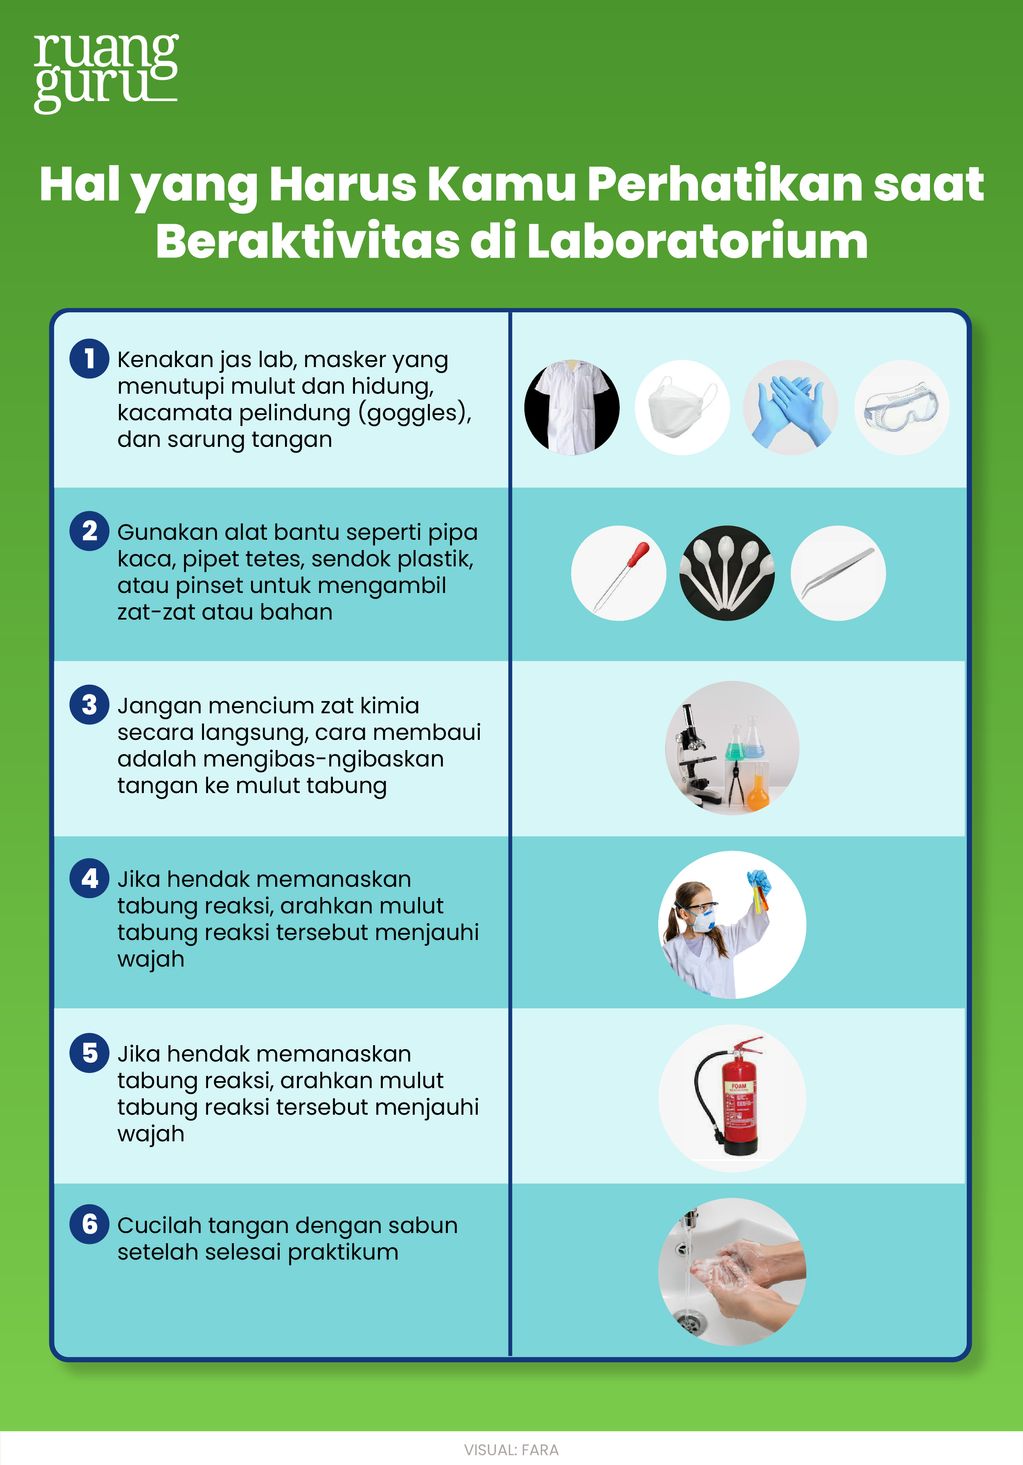 ruang
guru
Hal yang Harus Kamu Perhatikan saat
Beraktivitas di Laboratorium
1
Kenakan jas lab, masker yang
menutupi mulut dan hidung,
kacamata pelindung (goggles),
dan sarung tangan
2
Gunakan alat bantu seperti pipa
kaca, pipet tetes, sendok plastik,
atau pinset untuk mengambil
zat-zat atau bahan
3
Jangan mencium zat kimia
secara langsung, cara membaui
adalah mengibas-ngibaskan
tangan ke mulut tabung
4
Jika hendak memanaskan
tabung reaksi, arahkan mulut
tabung reaksi tersebut menjauhi
wajah
5
Jika hendak memanaskan
tabung reaksi, arahkan mulut
tabung reaksi tersebut menjauhi
wajah
FOAM
6
Cucilah tangan dengan sabun
setelah selesai praktikum
VISUAL: FARA